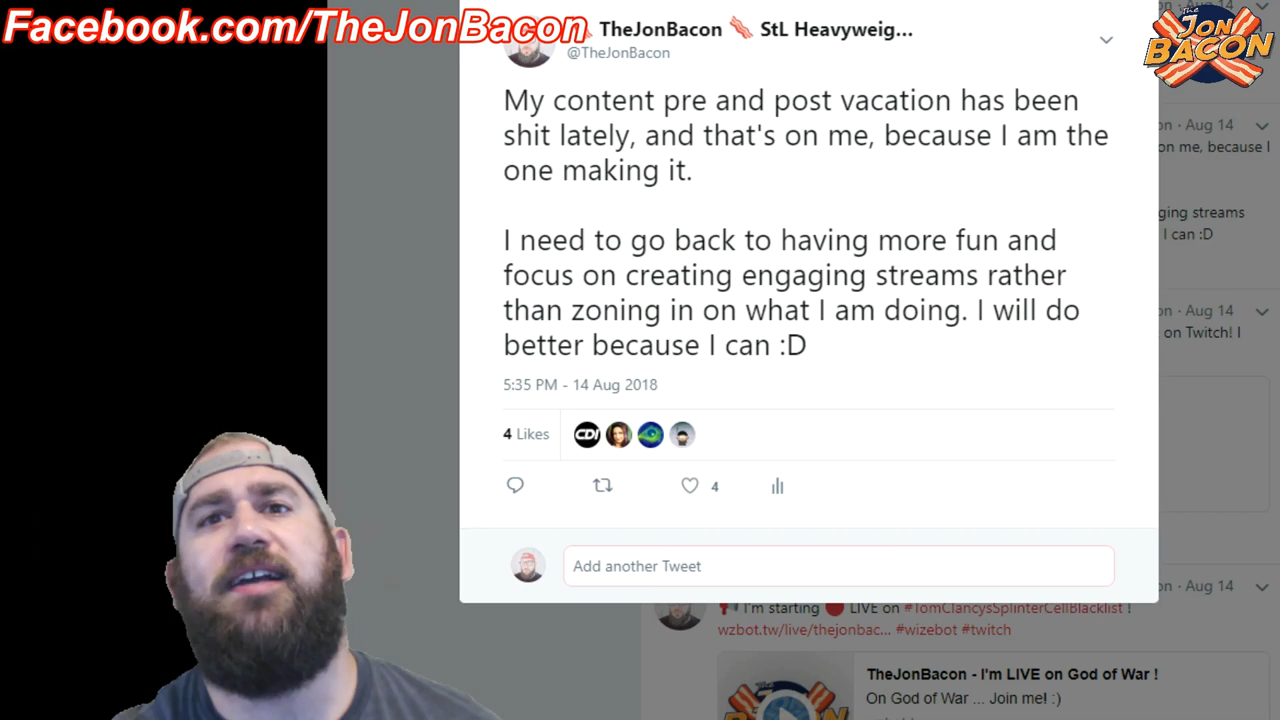 Facebook.com/TheJonBacon
TheJonBacon 🥓 StL Heavyweig...
@TheJonBacon
The
JON
BACON
My content pre and post vacation has been
shit lately, and that's on me, because I am the
one making it.
I need to go back to having more fun and
focus on creating engaging streams rather
than zoning in on what I am doing. I will do
better because I can :D
5:35 PM - 14 Aug 2018
4 Likes
CDI
4
Add another Tweet
on · Aug 14
on me, because I
ging streams
I can :D
on · Aug 14
on Twitch! I
on · Aug 14
I'm starting 🔴 LIVE on #TomClancysSplinterCellBlacklist !
wzbot.tw/live/thejonbac... #wizebot #twitch
TheJonBacon - I'm LIVE on God of War !
On God of War ... Join me! :)